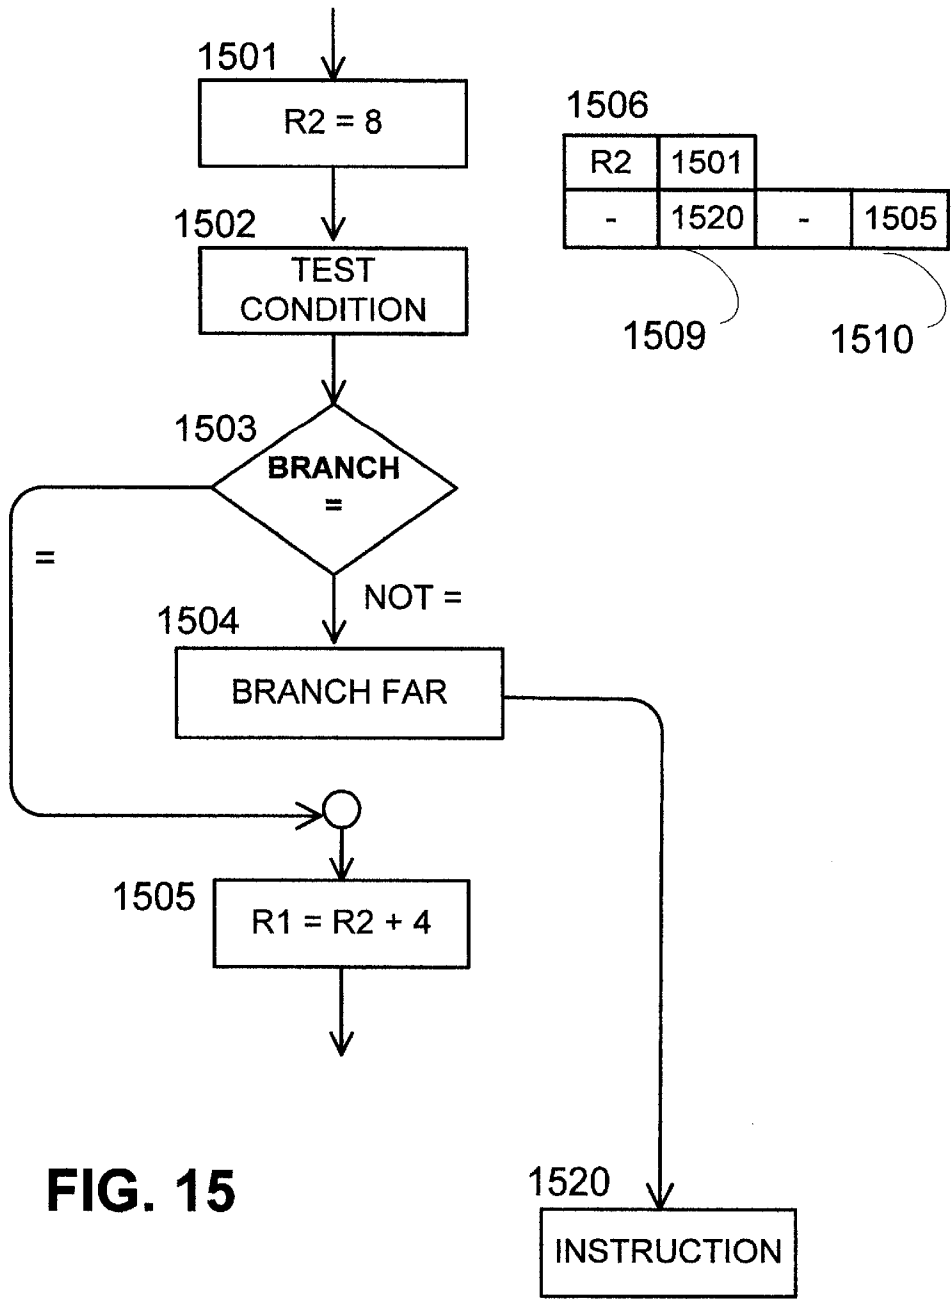 1501
R2 = 8
1506
R2 1501
- 1520 - 1505
1509
1510
1502
TEST
CONDITION
1503
BRANCH
=
=
NOT =
1504
BRANCH FAR
1505
R1 = R2 + 4
FIG. 15
1520
INSTRUCTION